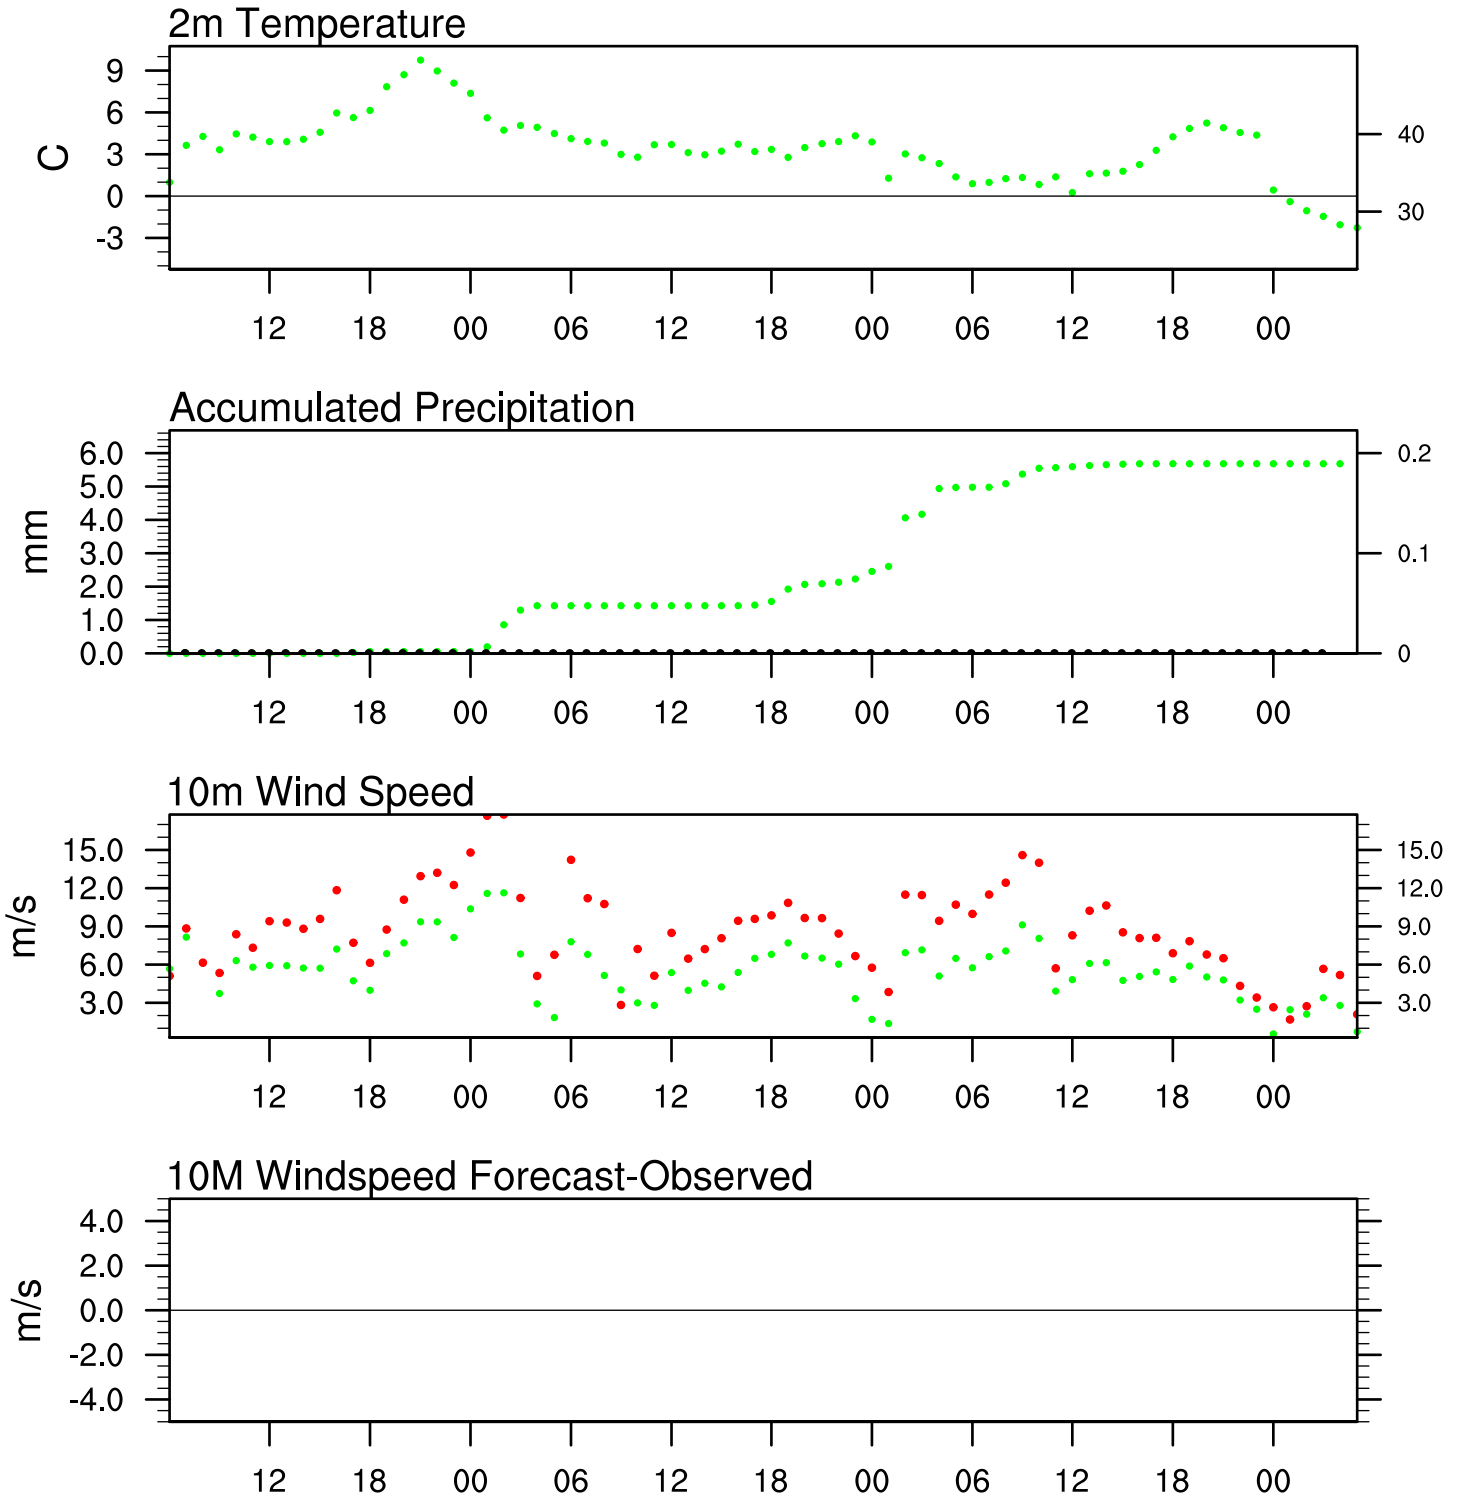 2m Temperature
9
6
3
0
-3
C
40
30
12 18 00 06 12 18 00 06 12 18 00
Accumulated Precipitation
6.0
5.0
4.0
3.0
2.0
1.0
0.0
mm
0.2
0.1
0
12 18 00 06 12 18 00 06 12 18 00
10m Wind Speed
15.0
12.0
9.0
6.0
3.0
m/s
15.0
12.0
9.0
6.0
3.0
12 18 00 06 12 18 00 06 12 18 00
10M Windspeed Forecast-Observed
4.0
2.0
0.0
-2.0
-4.0
m/s
12 18 00 06 12 18 00 06 12 18 00